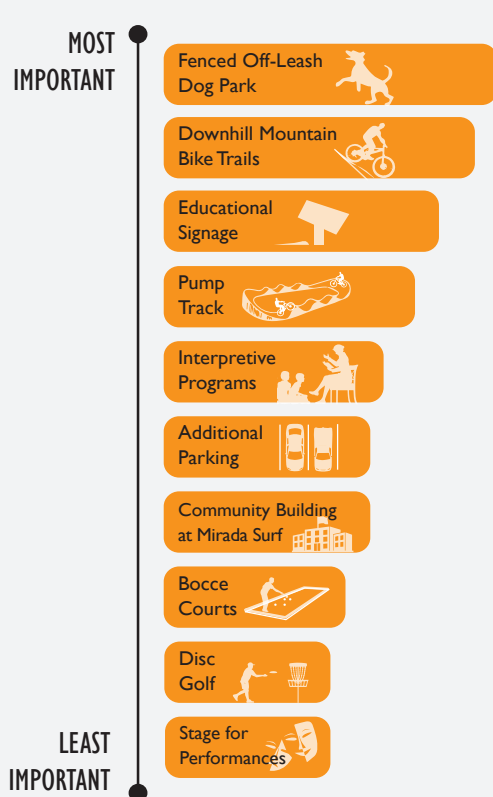 MOST
IMPORTANT
Fenced Off-Leash
Dog Park
Downhill Mountain
Bike Trails
Educational
Signage
Pump
Track
Interpretive
Programs
Additional
Parking
Community Building
at Mirada Surf
Bocce
Courts
Disc
Golf
Stage for
Performances
LEAST
IMPORTANT